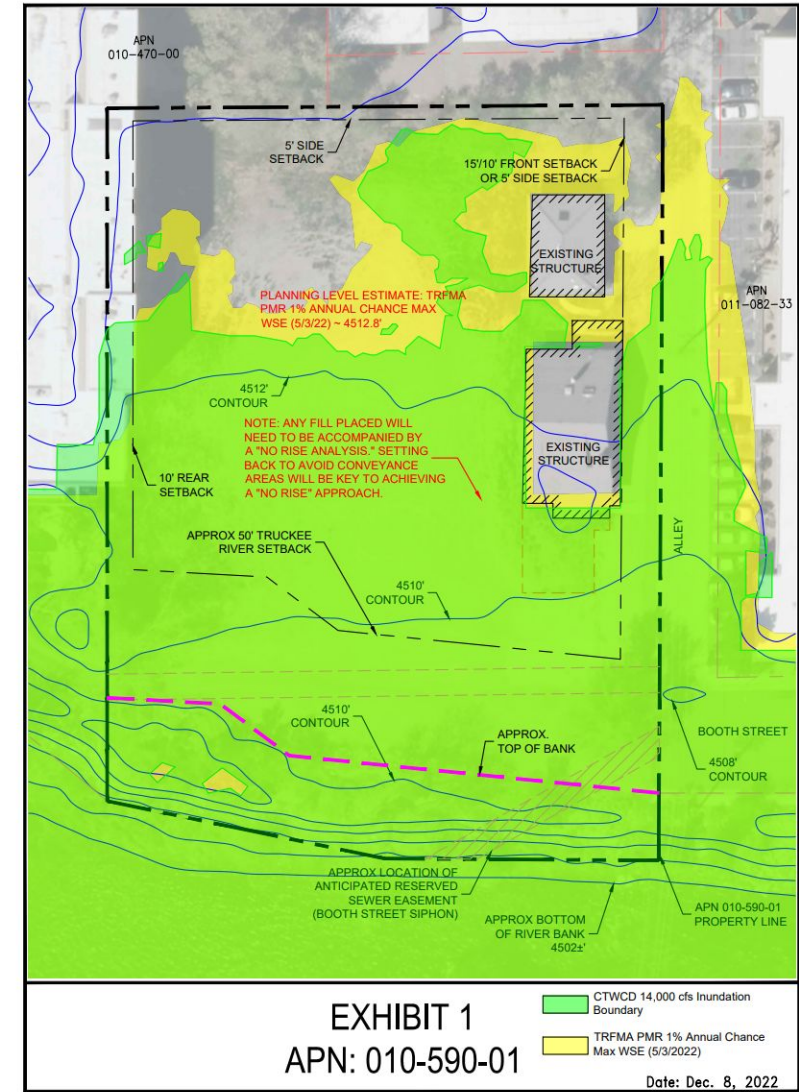 APN
010-470-00
5' SIDE
SETBACK
15'/10' FRONT SETBACK
OR 5' SIDE SETBACK
EXISTING
STRUCTURE
APN
011-082-33
PLANNING LEVEL ESTIMATE: TRFMA
PMR 1% ANNUAL CHANCE MAX
WSE (5/3/22) ~ 4512.8'
4512'
CONTOUR
NOTE: ANY FILL PLACED WILL
NEED TO BE ACCOMPANIED BY
A "NO RISE ANALYSIS." SETTING
BACK TO AVOID CONVEYANCE
AREAS WILL BE KEY TO ACHIEVING
A "NO RISE" APPROACH.
EXISTING
STRUCTURE
10' REAR
SETBACK
APPROX 50' TRUCKEE
RIVER SETBACK
ALLEY
4510'
CONTOUR
4510'
CONTOUR
APPROX.
TOP OF BANK
BOOTH STREET
4508'
CONTOUR
APPROX LOCATION OF
ANTICIPATED RESERVED
SEWER EASEMENT
(BOOTH STREET SIPHON)
APPROX BOTTOM
OF RIVER BANK
4502±'
APN 010-590-01
PROPERTY LINE
EXHIBIT 1
APN: 010-590-01
CTWCD 14,000 cfs Inundation
Boundary
TRFMA PMR 1% Annual Chance
Max WSE (5/3/2022)
Date: Dec. 8, 2022